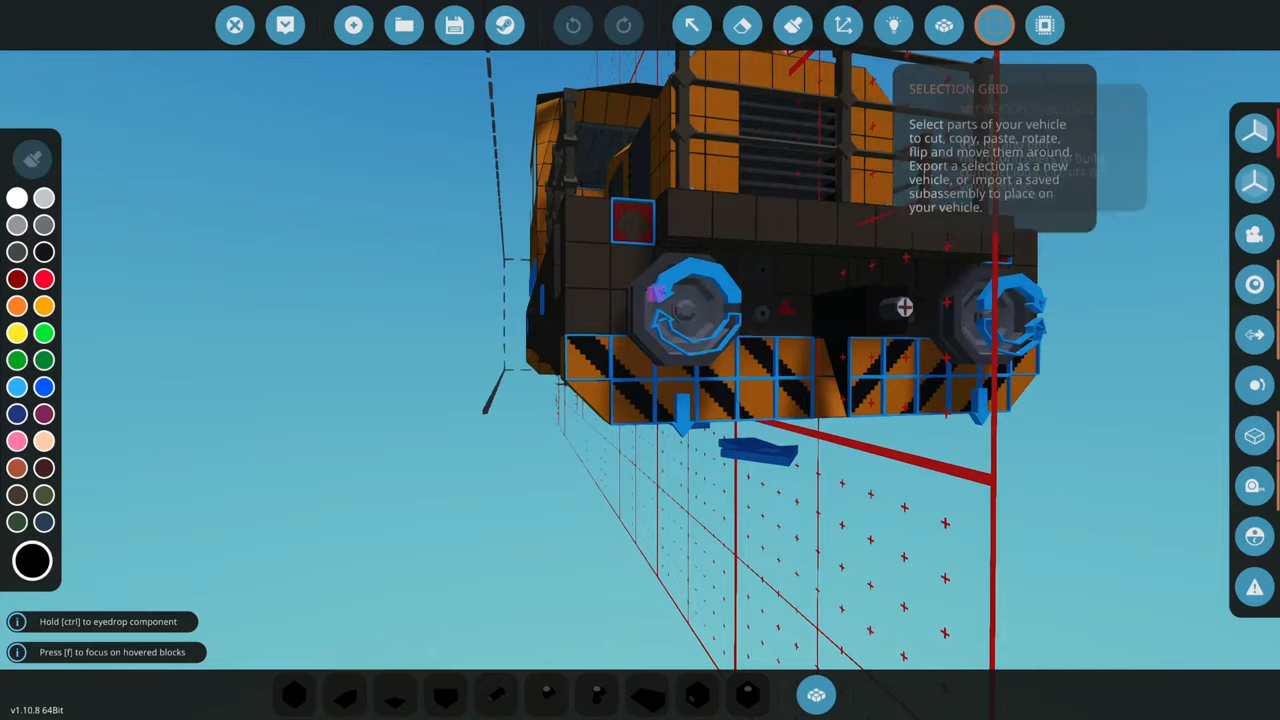 SELECTION GRID
Select parts of your vehicle
to cut, copy, paste, rotate,
flip and move them around.
Export a selection as a new
vehicle, or import a saved
subassembly to place on
your vehicle.
Hold [ctrl] to eyedrop component
Press [f] to focus on hovered blocks
v1.10.8 64Bit